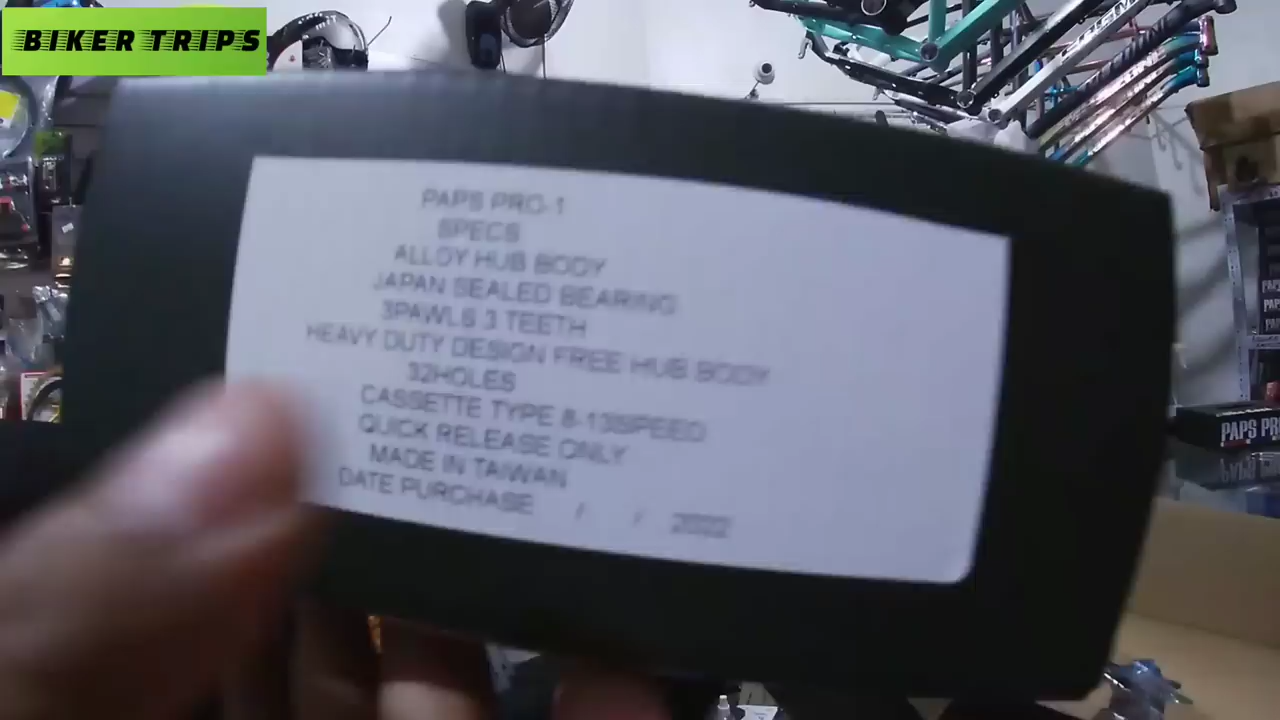 BIKER TRIPS
PAPS PRO-1
SPECS
ALLOY HUB BODY
JAPAN SEALED BEARING
3PAWLS 3 TEETH
HEAVY DUTY DESIGN FREE HUB BODY
32HOLES
CASSETTE TYPE 8-13SPEED
QUICK RELEASE ONLY
MADE IN TAIWAN
DATE PURCHASE / / 2022
PAPS